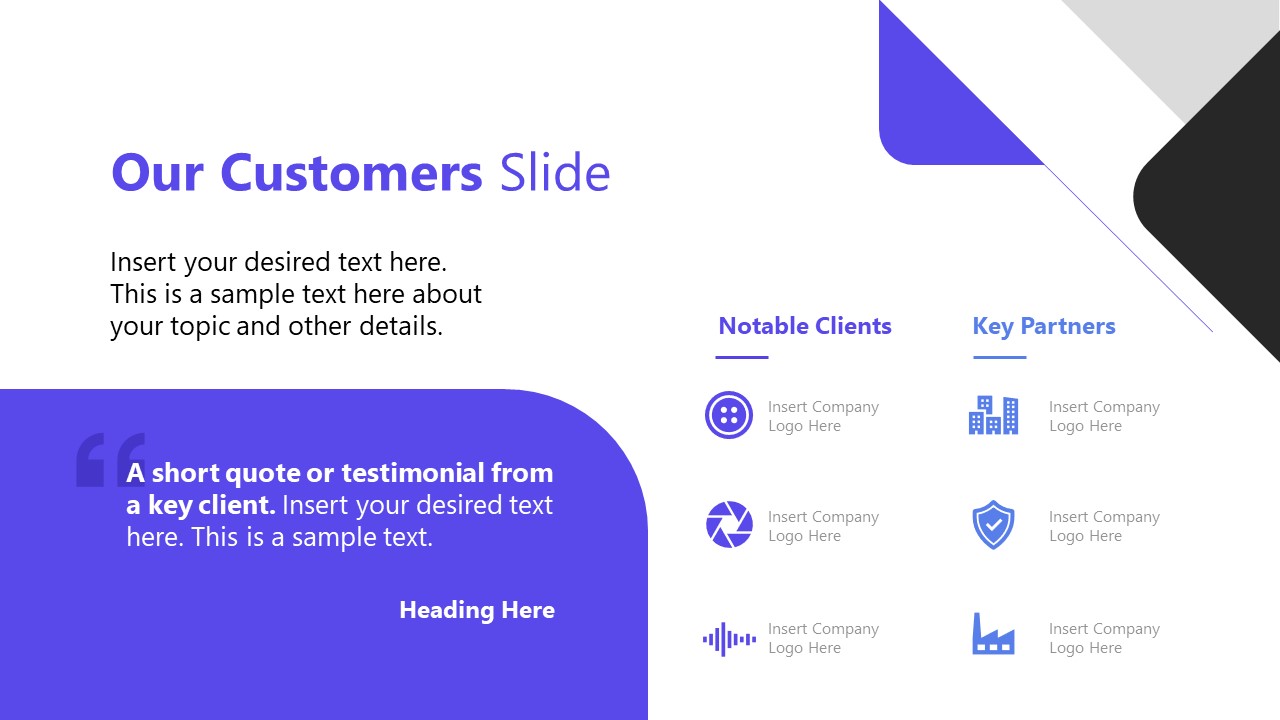 Our Customers Slide
Insert your desired text here.
This is a sample text here about
your topic and other details.
“
A short quote or testimonial from
a key client. Insert your desired text
here. This is a sample text.
Heading Here
Notable Clients
Insert Company
Logo Here
Insert Company
Logo Here
Insert Company
Logo Here
Key Partners
Insert Company
Logo Here
Insert Company
Logo Here
Insert Company
Logo Here